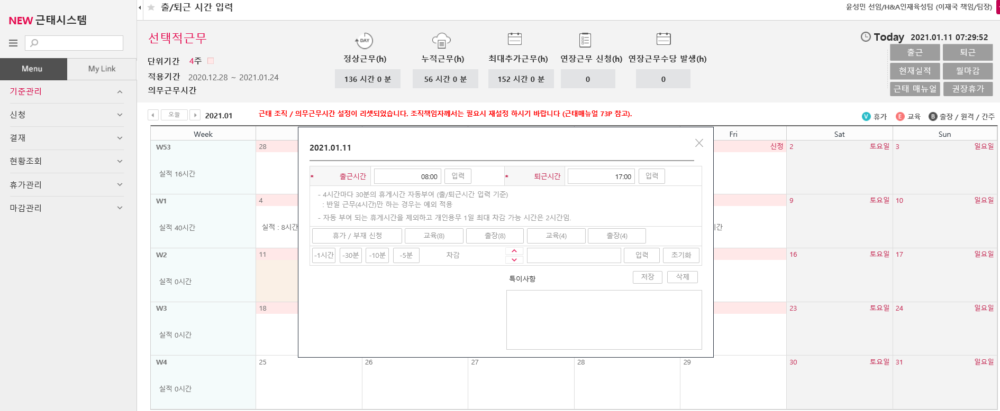 출/퇴근 시간 입력
윤성민 선임/H&A인재육성팀 (이재국 책임/팀장)
NEW 근태시스템
Menu
My Link
기준관리
신청
결재
현황조회
휴가관리
마감관리
선택적근무
단위기간 4주
적용기간 2020.12.28 ~ 2021.01.24
의무근무시간
DAY
정상근무(h)
136 시간 0 분
누적근무(h)
56 시간 0 분
최대추가근무(h)
152 시간 0 분
연장근무 신청(h)
0
연장근무수당 발생(h)
0
Today 2021.01.11 07:29:52
출근 퇴근
현재실적 월마감
근태 매뉴얼 권장휴가
오늘 2021.01
근태 조직 / 의무근무시간 설정이 리셋되었습니다. 조직책임자께서는 필요시 재설정 하시기 바랍니다 (근태매뉴얼 73P 참고).
V 휴가 E 교육 B 출장 / 원격 / 간주
Week Fri Sat Sun
W53 28 신정 2 토요일 3 일요일
실적 16시간
W1 4 9 토요일 10 일요일
실적 40시간 실적 : 8시간 시간
W2 11 16 토요일 17 일요일
실적 0시간
W3 18 23 토요일 24 일요일
실적 0시간
W4 25 26 27 28 29 30 토요일 31 일요일
실적 0시간
2021.01.11
* 출근시간 08:00 입력 * 퇴근시간 17:00 입력
- 4시간마다 30분의 휴게시간 자동부여 (출/퇴근시간 입력 기준)
: 반일 근무(4시간)만 하는 경우는 예외 적용
- 자동 부여 되는 휴게시간을 제외하고 개인용무 1일 최대 차감 가능 시간은 2시간임.
휴가 / 부재 신청 교육(8) 출장(8) 교육(4) 출장(4)
-1시간 -30분 -10분 -5분 차감 입력 초기화
특이사항 저장 삭제